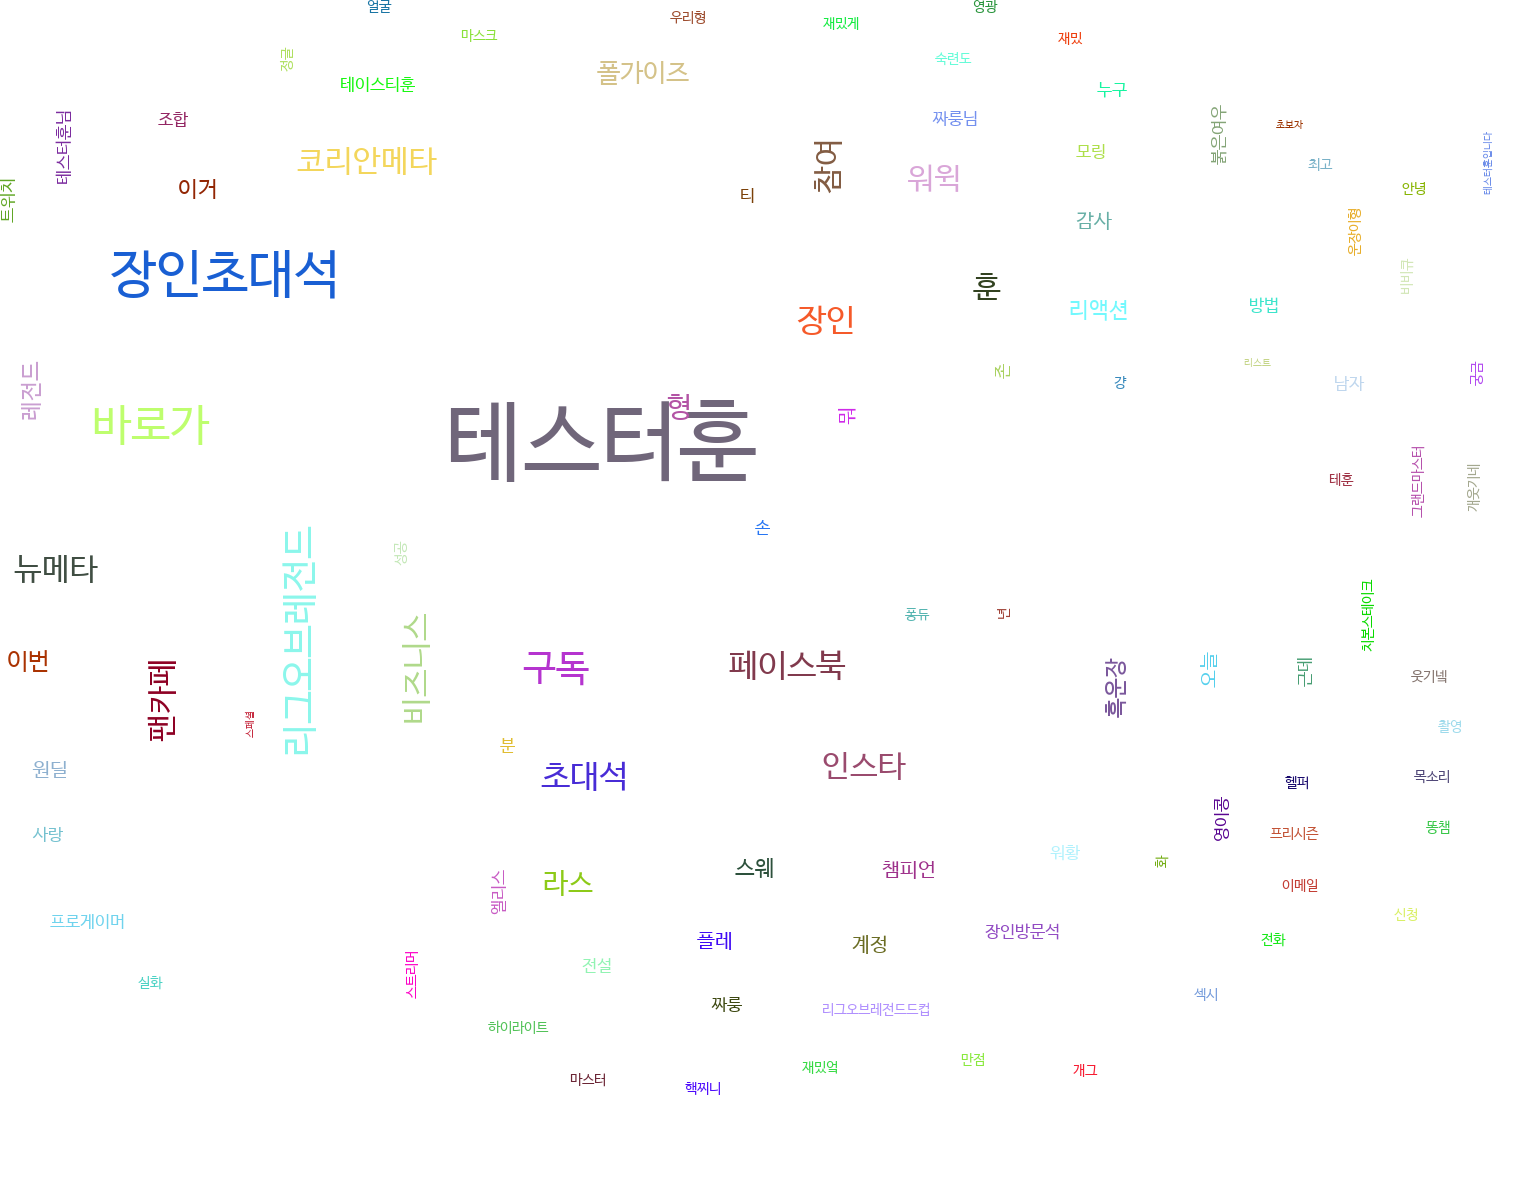 얼굴
우리형
재밌게
영광
마스크
재밌
정글
숙련도
테이스티훈
폴가이즈
누구
테스터훈님
조합
짜룽님
붉은여우
초보자
코리안메타
참여
모링
최고
테스터훈입니다
트위치
이거
티
워윅
안녕
감사
운장이형
장인초대석
훈
비비큐
리액션
방법
장인
레전드
존
걍
리스트
남자
궁금
바로가
형
뭐
테스터훈
테훈
그랜드마스터
개웃기네
손
뉴메타
성공
리그오브레전드
비즈니스
퐁듀
년
치본스테이크
이번
팬카페
구독
페이스북
흑운장
오늘
근데
웃기넼
스페셜
분
촬영
원딜
초대석
인스타
헬퍼
목소리
사랑
영이콩
프리시즌
똥챔
워황
화
라스
스웨
챔피언
이메일
엘리스
프로게이머
플레
계정
장인방문석
신청
전화
스트리머
전설
실화
섹시
짜룽
리그오브레전드드컵
하이라이트
재밌엌
만점
개그
마스터
핵찌니